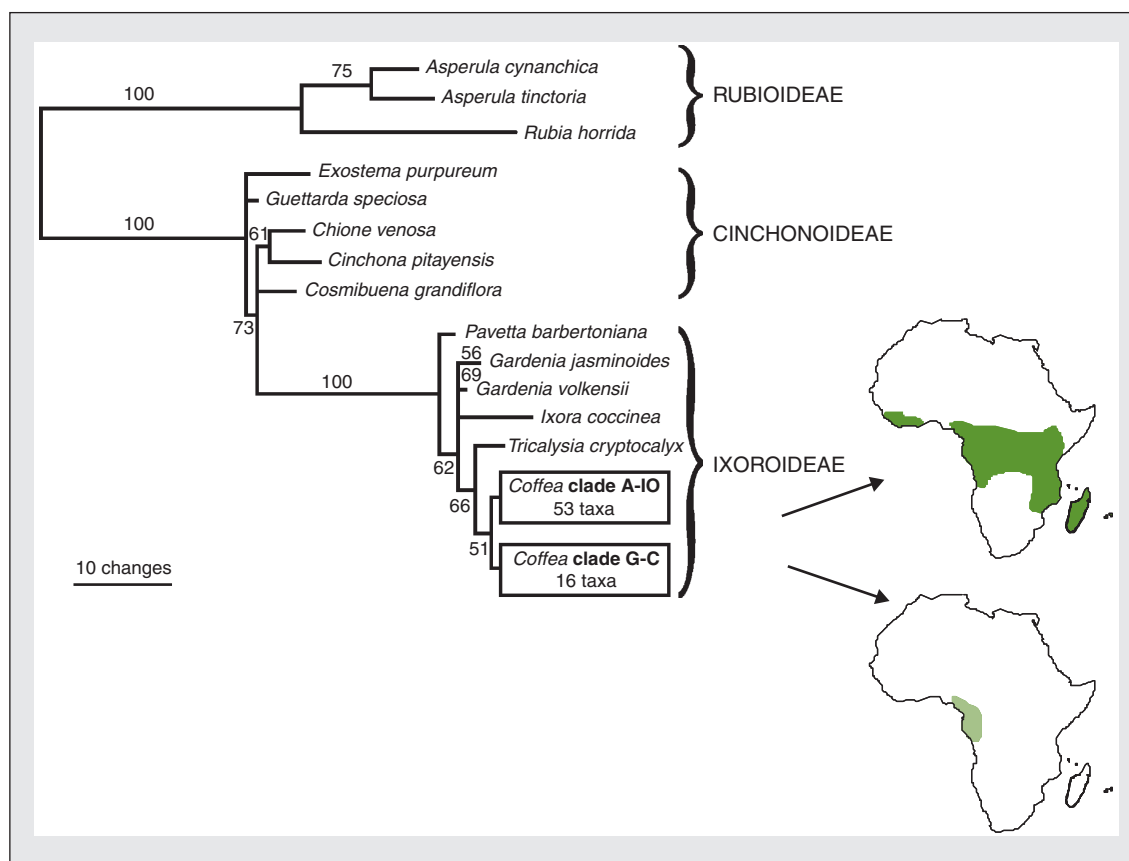 75
Asperula cynanchica
100
Asperula tinctoria
RUBIOIDEAE
Rubia horrida
Exostema purpureum
Guettarda speciosa
100
61
Chione venosa
CINCHONOIDEAE
Cinchona pitayensis
Cosmibuena grandiflora
73
Pavetta barbertoniana
56
Gardenia jasminoides
100
69
Gardenia volkensii
Ixora coccinea
Tricalysia cryptocalyx
62
IXOROIDEAE
Coffea clade A-IO
53 taxa
66
51
Coffea clade G-C
16 taxa
10 changes